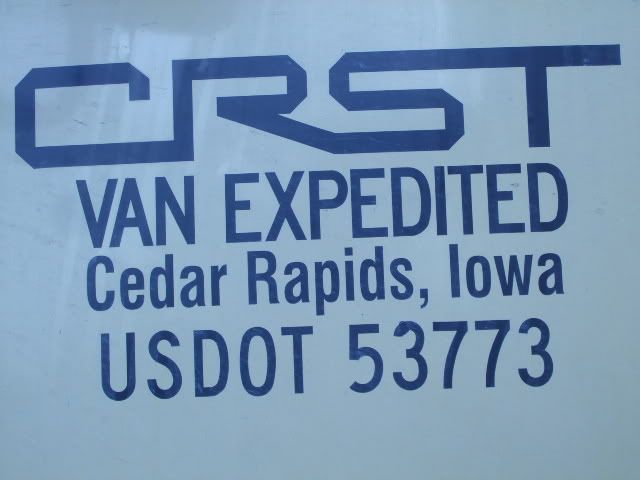 CRST
VAN EXPEDITED
Cedar Rapids, Iowa
USDOT 53773